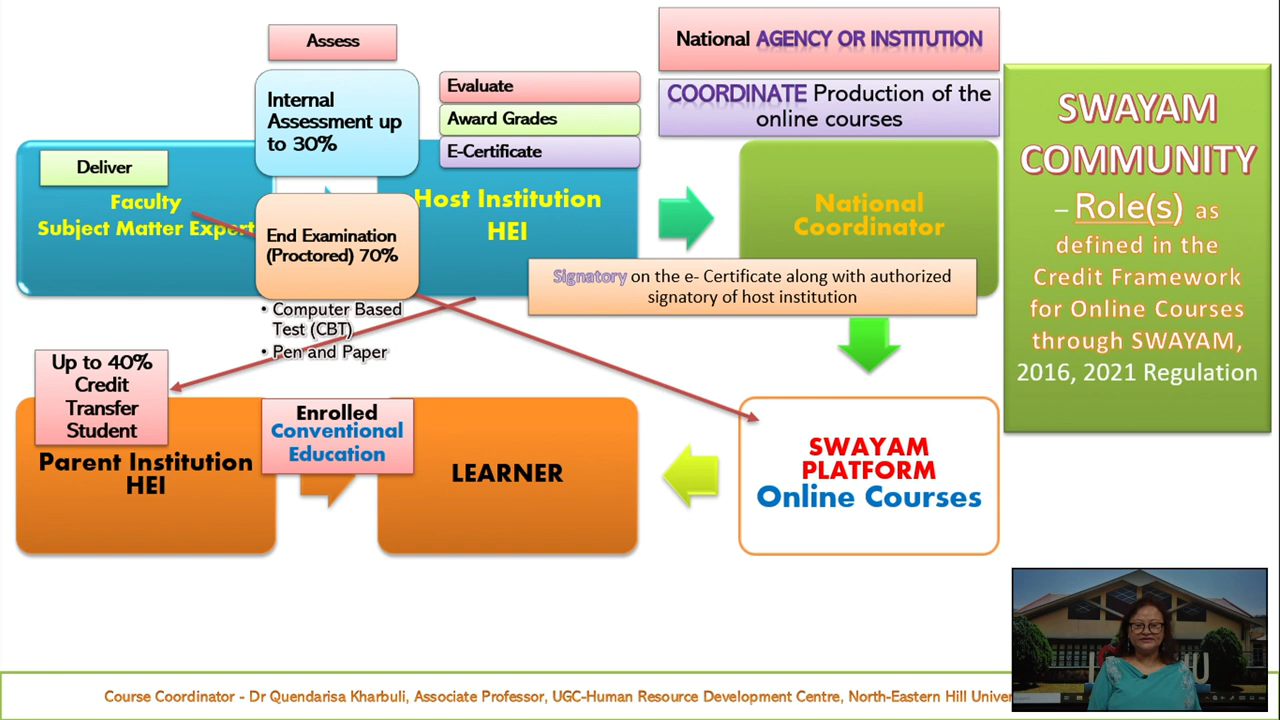 Assess
Internal
Assessment up
to 30%
Evaluate
Award Grades
E-Certificate
National AGENCY OR INSTITUTION
COORDINATE Production of the
online courses
SWAYAM
COMMUNITY
– Role(s) as
defined in the
Credit Framework
for Online Courses
through SWAYAM,
2016, 2021 Regulation
Deliver
Faculty
Subject Matter Expert
Host Institution
HEI
National
Coordinator
End Examination
(Proctored) 70%
Signatory on the e- Certificate along with authorized
signatory of host institution
• Computer Based
Test (CBT)
• Pen and Paper
Up to 40%
Credit
Transfer
Student
Parent Institution
HEI
Enrolled
Conventional
Education
LEARNER
SWAYAM
PLATFORM
Online Courses
Course Coordinator - Dr Quendarisa Kharbuli, Associate Professor, UGC-Human Resource Development Centre, North-Eastern Hill